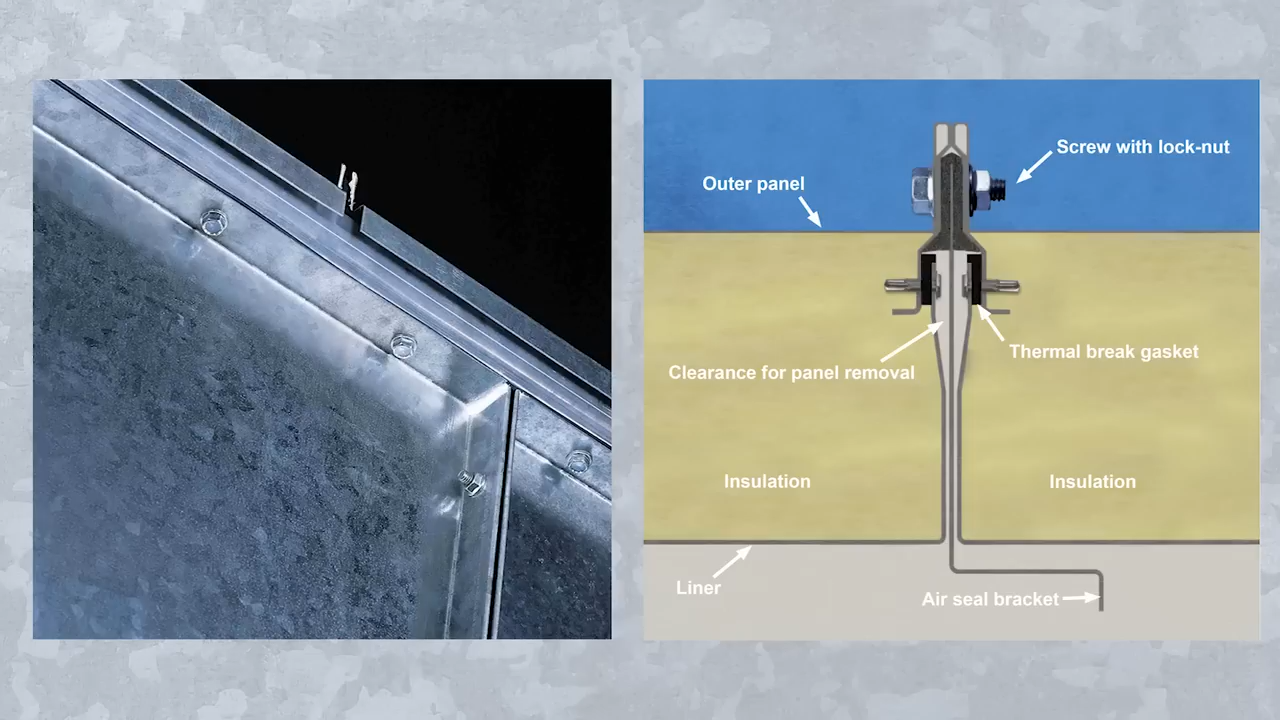 Screw with lock-nut
Outer panel
Thermal break gasket
Clearance for panel removal
Insulation
Insulation
Liner
Air seal bracket